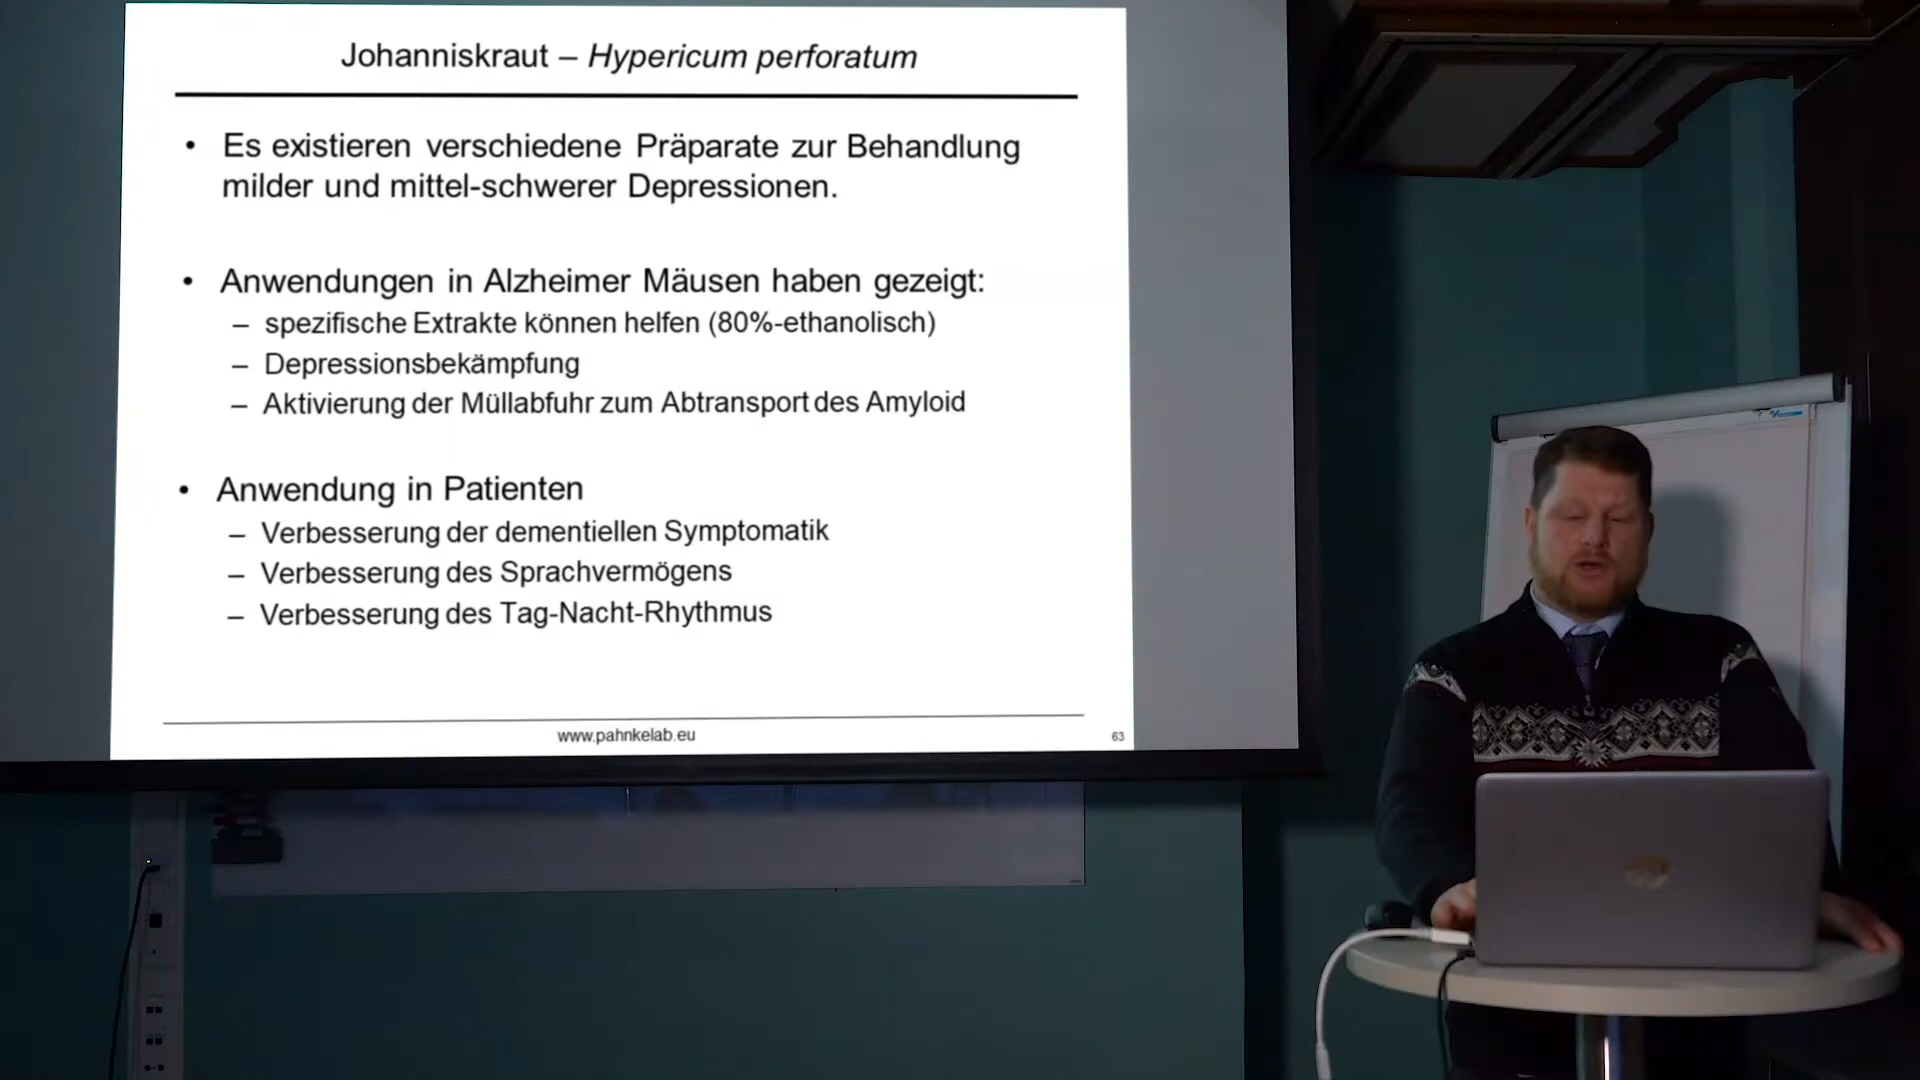 Johanniskraut – Hypericum perforatum
• Es existieren verschiedene Präparate zur Behandlung
milder und mittel-schwerer Depressionen.
• Anwendungen in Alzheimer Mäusen haben gezeigt:
– spezifische Extrakte können helfen (80%-ethanolisch)
– Depressionsbekämpfung
– Aktivierung der Müllabfuhr zum Abtransport des Amyloid
• Anwendung in Patienten
– Verbesserung der dementiellen Symptomatik
– Verbesserung des Sprachvermögens
– Verbesserung des Tag-Nacht-Rhythmus
www.pahnkelab.eu
63
hp